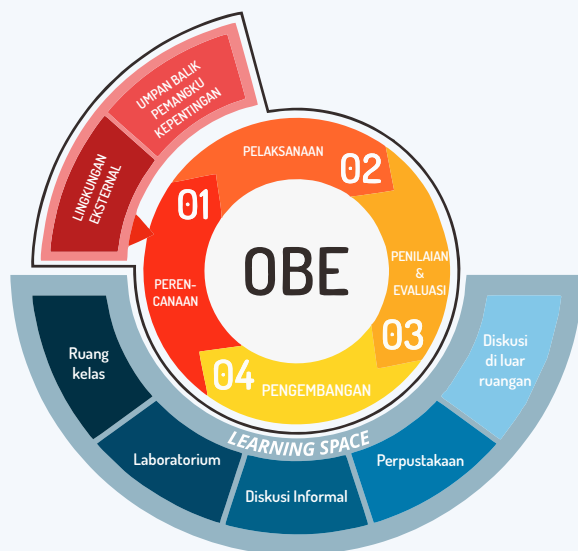 UMPAN BALIK
PEMANGKU
KEPENTINGAN
LINGKUNGAN
EKSTERNAL
PELAKSANAAN
02
01
OBE
PEREN-
CANAAN
PENILAIAN
&
EVALUASI
03
04
PENGEMBANGAN
LEARNING SPACE
Ruang
kelas
Laboratorium
Diskusi Informal
Perpustakaan
Diskusi
di luar
ruangan